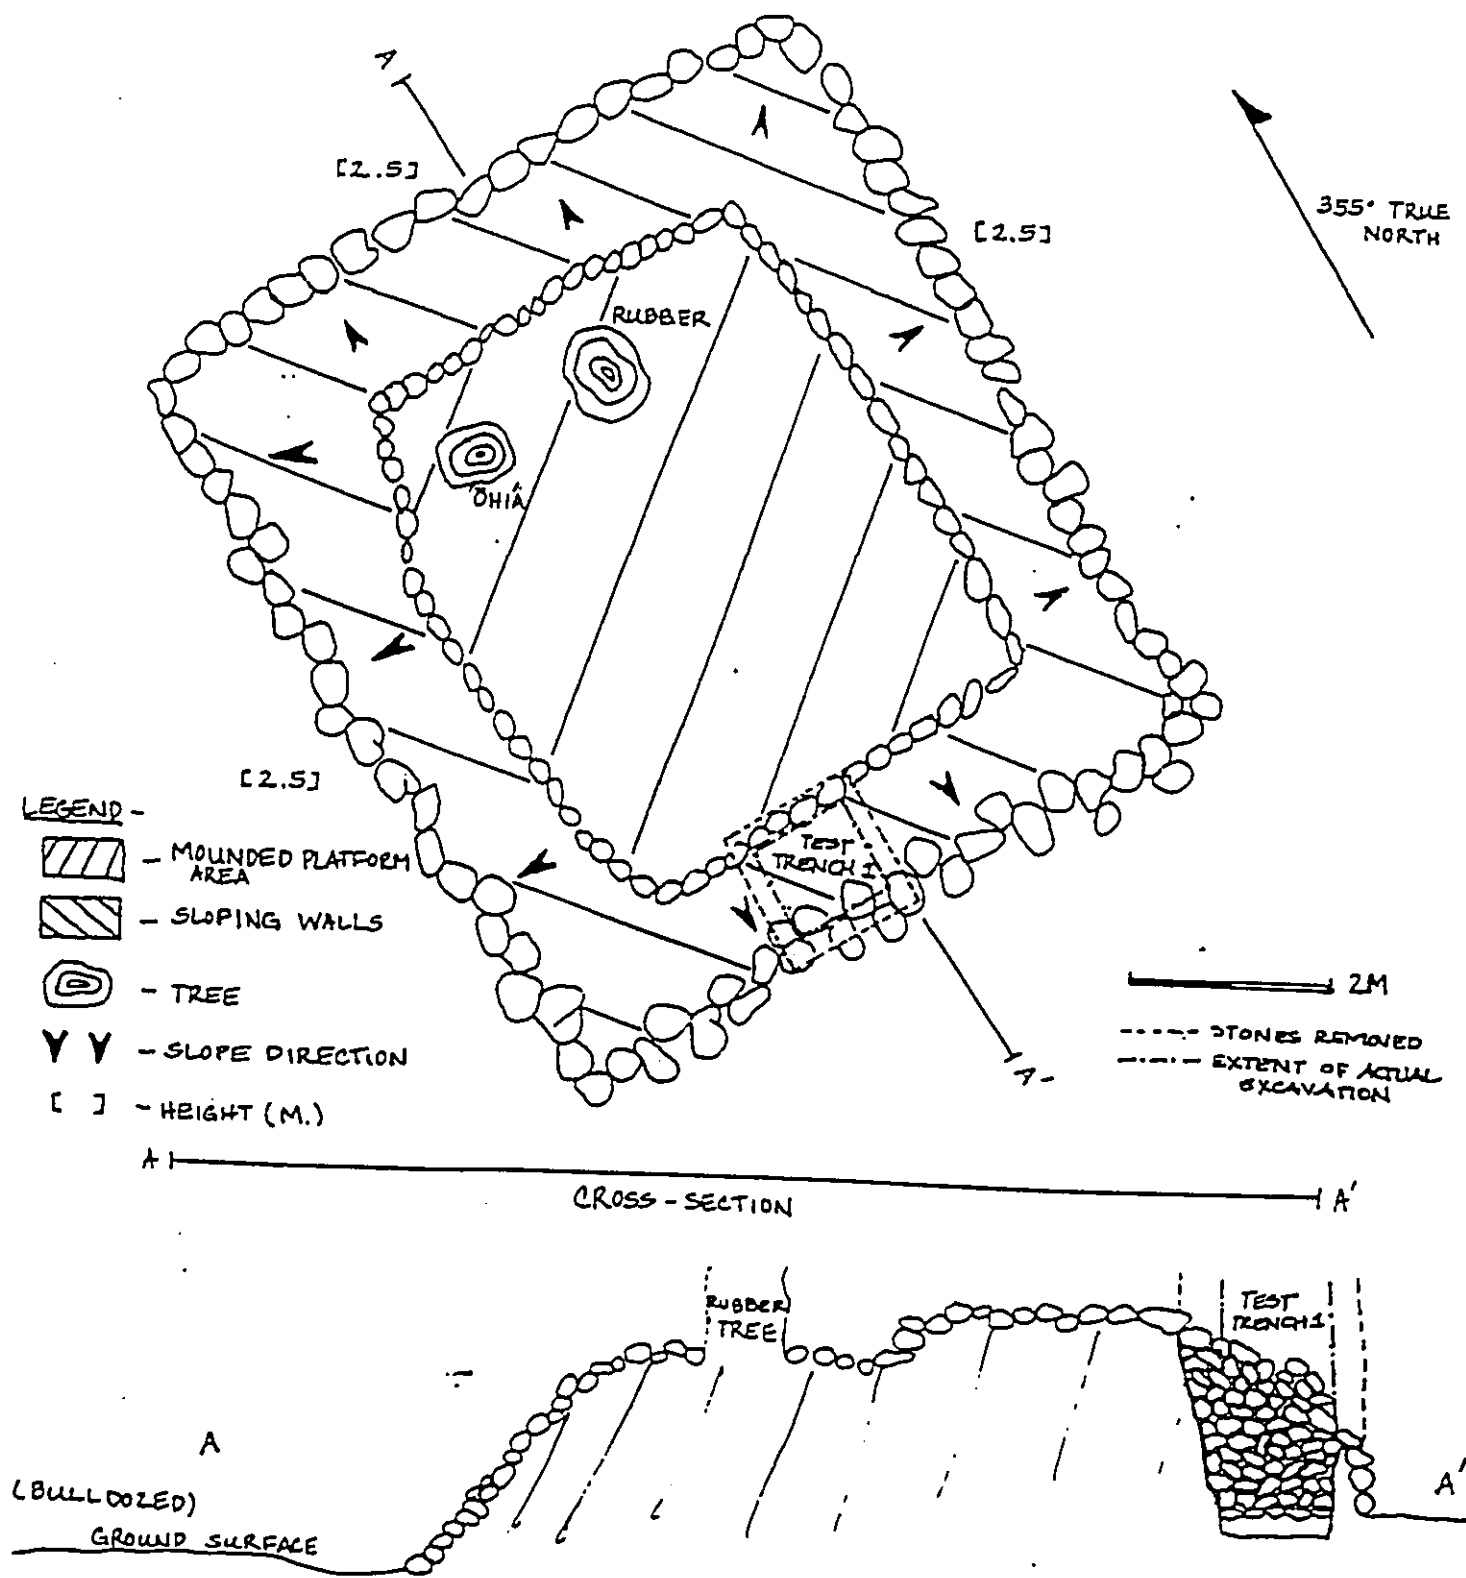 A
[2.5]
[2.5]
355° TRUE
NORTH
RUBBER
'ŌHIĀ
[2.5]
TEST
TRENCH 1
LEGEND -
- MOUNDED PLATFORM
AREA
- SLOPING WALLS
- TREE
- SLOPE DIRECTION
[ ] - HEIGHT (M.)
2M
STONES REMOVED
EXTENT OF ACTUAL
EXCAVATION
A-
A
CROSS-SECTION
A'
RUBBER
TREE
TEST
TRENCH 1
A
(BULLDOZED)
GROUND SURFACE
A'